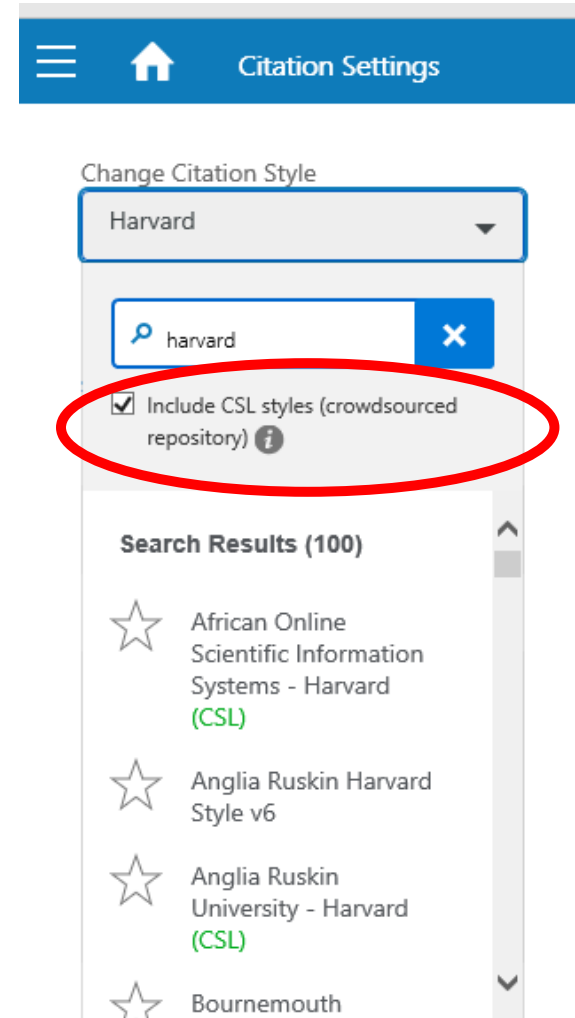 Citation Settings
Change Citation Style
Harvard
harvard
Include CSL styles (crowdsourced
repository)
Search Results (100)
African Online
Scientific Information
Systems - Harvard
(CSL)
Anglia Ruskin Harvard
Style v6
Anglia Ruskin
University - Harvard
(CSL)
Bournemouth